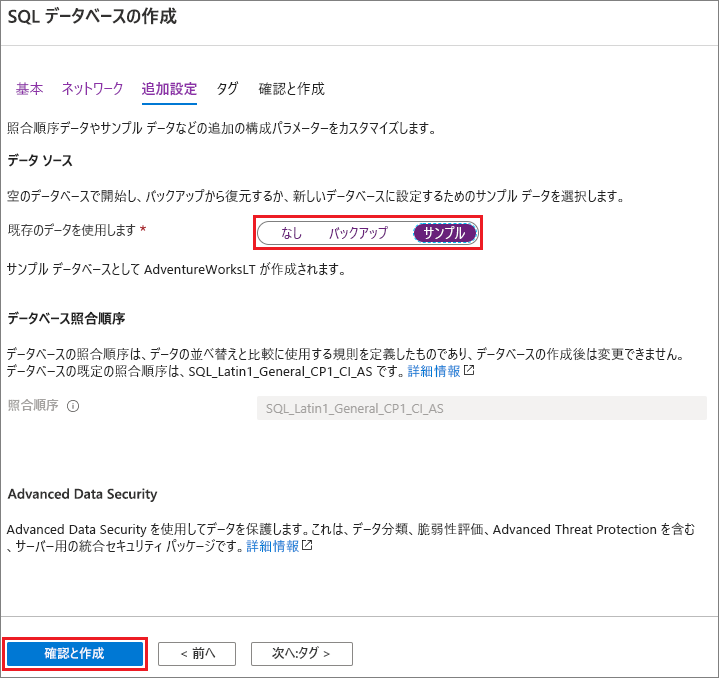 SQL データベースの作成
基本 ネットワーク 追加設定 タグ 確認と作成
照合順序データやサンプル データなどの追加の構成パラメーターをカスタマイズします。
データ ソース
空のデータベースで開始し、バックアップから復元するか、新しいデータベースに設定するためのサンプル データを選択します。
既存のデータを使用します *
なし バックアップ サンプル
サンプル データベースとして AdventureWorksLT が作成されます。
データベース照合順序
データベースの照合順序は、データの並べ替えと比較に使用する規則を定義したものであり、データベースの作成後は変更できません。
データベースの既定の照合順序は、SQL_Latin1_General_CP1_CI_AS です。詳細情報
照合順序
SQL_Latin1_General_CP1_CI_AS
Advanced Data Security
Advanced Data Security を使用してデータを保護します。これは、データ分類、脆弱性評価、Advanced Threat Protection を含む
、サーバー用の統合セキュリティ パッケージです。詳細情報
確認と作成 < 前へ 次へ:タグ >